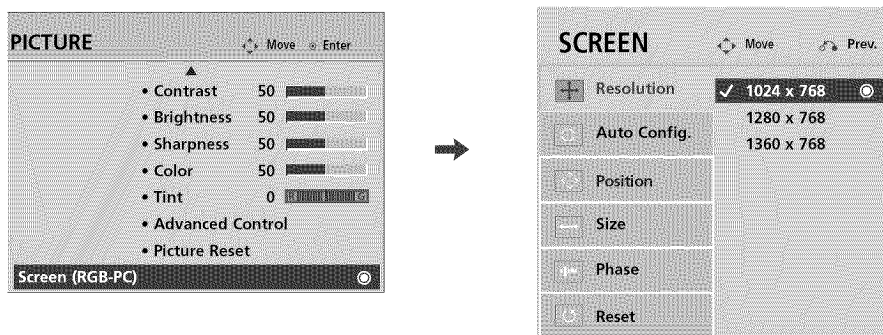 PICTURE
Move Enter
• Contrast 50
• Brightness 50
• Sharpness 50
• Color 50
• Tint 0 R G
• Advanced Control
• Picture Reset
Screen (RGB-PC)
SCREEN
Move Prev.
Resolution
Auto Config.
Position
Size
Phase
Reset
✓ 1024 x 768
1280 x 768
1360 x 768